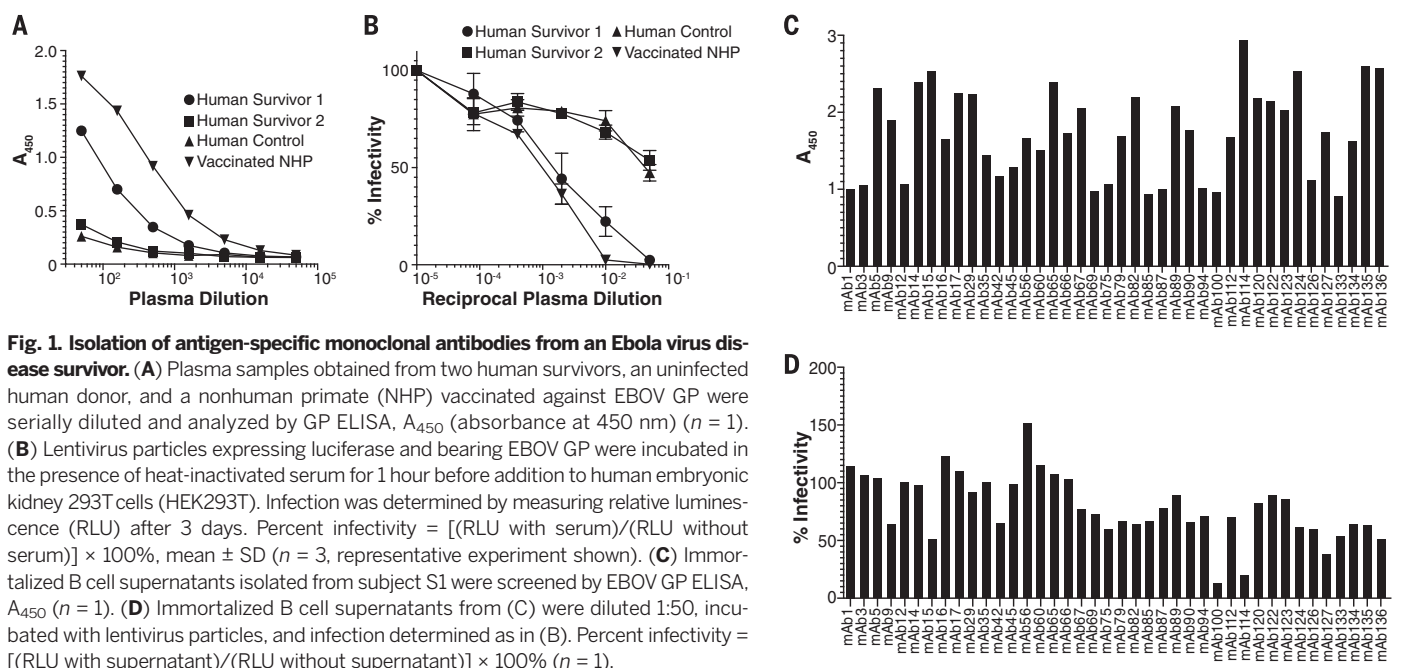 A
2.0
1.5
1.0
0.5
0
A450
10²
10³
10⁴
10⁵
Plasma Dilution
Human Survivor 1
Human Survivor 2
Human Control
Vaccinated NHP
B
Human Survivor 1
Human Survivor 2
Human Control
Vaccinated NHP
100
50
0
% Infectivity
10⁻⁵
10⁻⁴
10⁻³
10⁻²
10⁻¹
Reciprocal Plasma Dilution
Fig. 1. Isolation of antigen-specific monoclonal antibodies from an Ebola virus dis-
ease survivor. (A) Plasma samples obtained from two human survivors, an uninfected
human donor, and a nonhuman primate (NHP) vaccinated against EBOV GP were
serially diluted and analyzed by GP ELISA, A450 (absorbance at 450 nm) (n = 1).
(B) Lentivirus particles expressing luciferase and bearing EBOV GP were incubated in
the presence of heat-inactivated serum for 1 hour before addition to human embryonic
kidney 293T cells (HEK293T). Infection was determined by measuring relative lumines-
cence (RLU) after 3 days. Percent infectivity = [(RLU with serum)/(RLU without
serum)] × 100%, mean ± SD (n = 3, representative experiment shown). (C) Immor-
talized B cell supernatants isolated from subject S1 were screened by EBOV GP ELISA,
A450 (n = 1). (D) Immortalized B cell supernatants from (C) were diluted 1:50, incu-
bated with lentivirus particles, and infection determined as in (B). Percent infectivity =
[(RLU with supernatant)/(RLU without supernatant)] × 100% (n = 1).
C
3
2
1
0
A450
mAb1
mAb3
mAb5
mAb9
mAb12
mAb14
mAb15
mAb16
mAb17
mAb29
mAb35
mAb42
mAb45
mAb56
mAb60
mAb65
mAb66
mAb67
mAb69
mAb75
mAb79
mAb82
mAb85
mAb87
mAb89
mAb90
mAb94
mAb100
mAb112
mAb114
mAb120
mAb122
mAb123
mAb124
mAb126
mAb127
mAb133
mAb134
mAb135
mAb136
D
200
150
100
50
0
% Infectivity
mAb1
mAb3
mAb5
mAb9
mAb12
mAb14
mAb15
mAb16
mAb17
mAb29
mAb35
mAb42
mAb45
mAb56
mAb60
mAb65
mAb66
mAb67
mAb69
mAb75
mAb79
mAb82
mAb85
mAb87
mAb89
mAb90
mAb94
mAb100
mAb112
mAb114
mAb120
mAb122
mAb123
mAb124
mAb126
mAb127
mAb133
mAb134
mAb135
mAb136